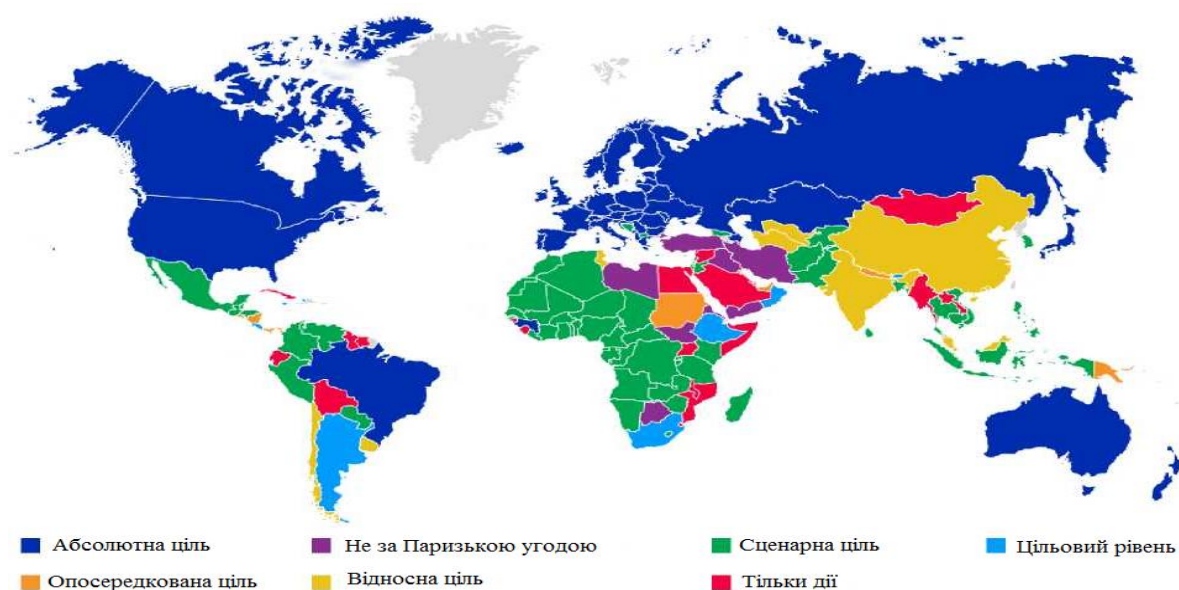 Абсолютна ціль
Не за Паризькою угодою
Сценарна ціль
Цільовий рівень
Опосередкована ціль
Відносна ціль
Тільки дії